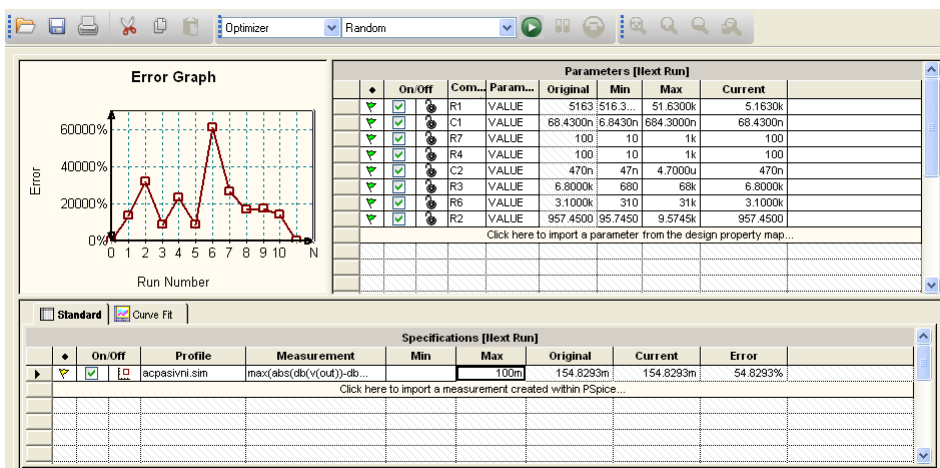 Optimizer Random
Error Graph
60000%
40000%
20000%
0%
Error
0 1 2 3 4 5 6 7 8 9 10 N
Run Number
Parameters [Next Run]
On/Off Com... Param... Original Min Max Current
R1 VALUE 5163 516.3... 51.6300k 5.1630k
C1 VALUE 68.4300n 6.8430n 684.3000n 68.4300n
R7 VALUE 100 10 1k 100
R4 VALUE 100 10 1k 100
C2 VALUE 470n 47n 4.7000u 470n
R3 VALUE 6.8000k 680 68k 6.8000k
R6 VALUE 3.1000k 310 31k 3.1000k
R2 VALUE 957.4500 95.7450 9.5745k 957.4500
Click here to import a parameter from the design property map...
Standard Curve Fit
Specifications [Next Run]
On/Off Profile Measurement Min Max Original Current Error
acpasivni.sim max(abs(db(v(out))-db... 100m 154.8293m 154.8293m 54.8293%
Click here to import a measurement created within PSpice...